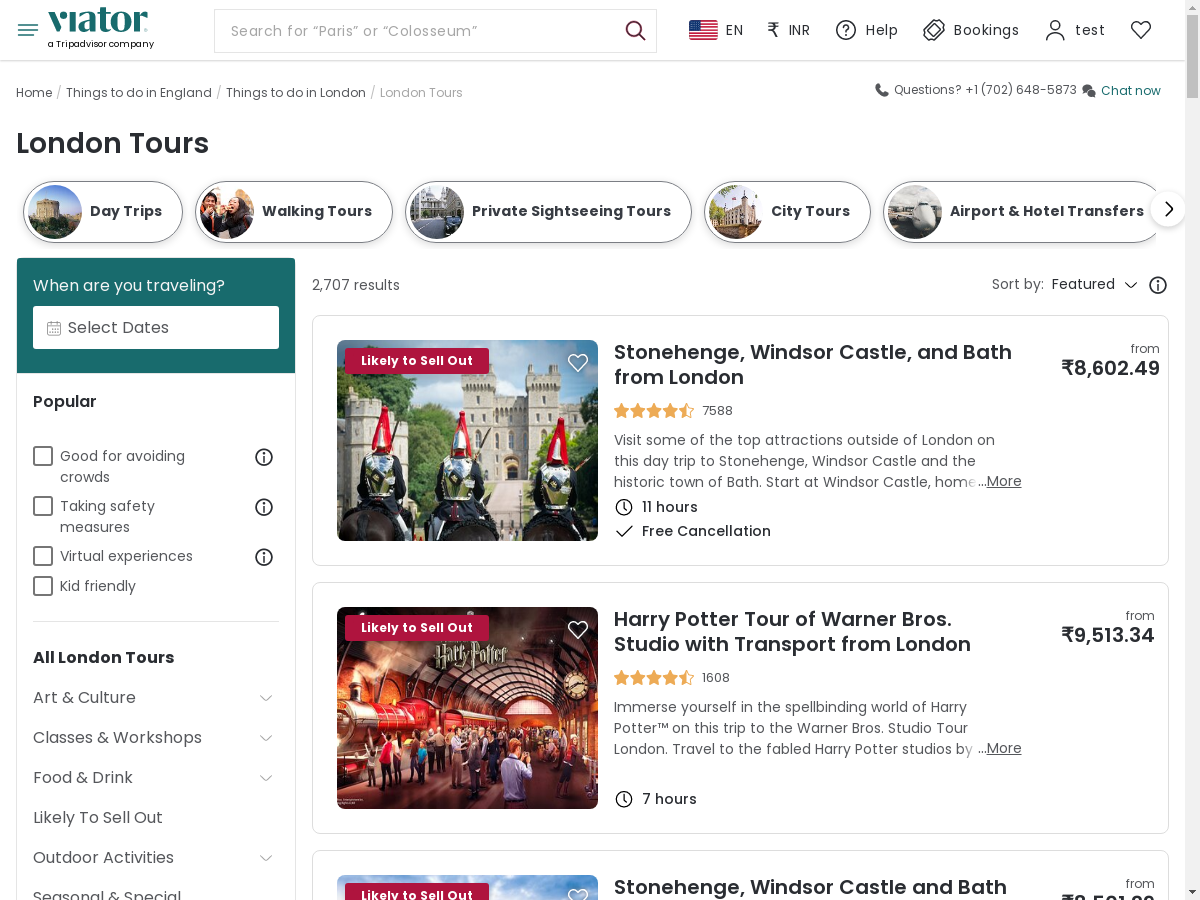 viator.
a Tripadvisor company
Search for “Paris” or “Colosseum”
EN
₹ INR
Help
Bookings
test
Home / Things to do in England / Things to do in London / London Tours
Questions? +1 (702) 648-5873
Chat now
London Tours
Day Trips
Walking Tours
Private Sightseeing Tours
City Tours
Airport & Hotel Transfers
When are you traveling?
Select Dates
Popular
Good for avoiding
crowds
Taking safety
measures
Virtual experiences
Kid friendly
All London Tours
Art & Culture
Classes & Workshops
Food & Drink
Likely To Sell Out
Outdoor Activities
Seasonal & Special
2,707 results
Sort by: Featured
Likely to Sell Out
Stonehenge, Windsor Castle, and Bath
from London
7588
Visit some of the top attractions outside of London on
this day trip to Stonehenge, Windsor Castle and the
historic town of Bath. Start at Windsor Castle, home ...More
11 hours
Free Cancellation
from
₹8,602.49
Likely to Sell Out
Harry Potter
Harry Potter Tour of Warner Bros.
Studio with Transport from London
1608
Immerse yourself in the spellbinding world of Harry
Potter™ on this trip to the Warner Bros. Studio Tour
London. Travel to the fabled Harry Potter studios by ...More
7 hours
from
₹9,513.34
Likely to Sell Out
Stonehenge, Windsor Castle and Bath
from